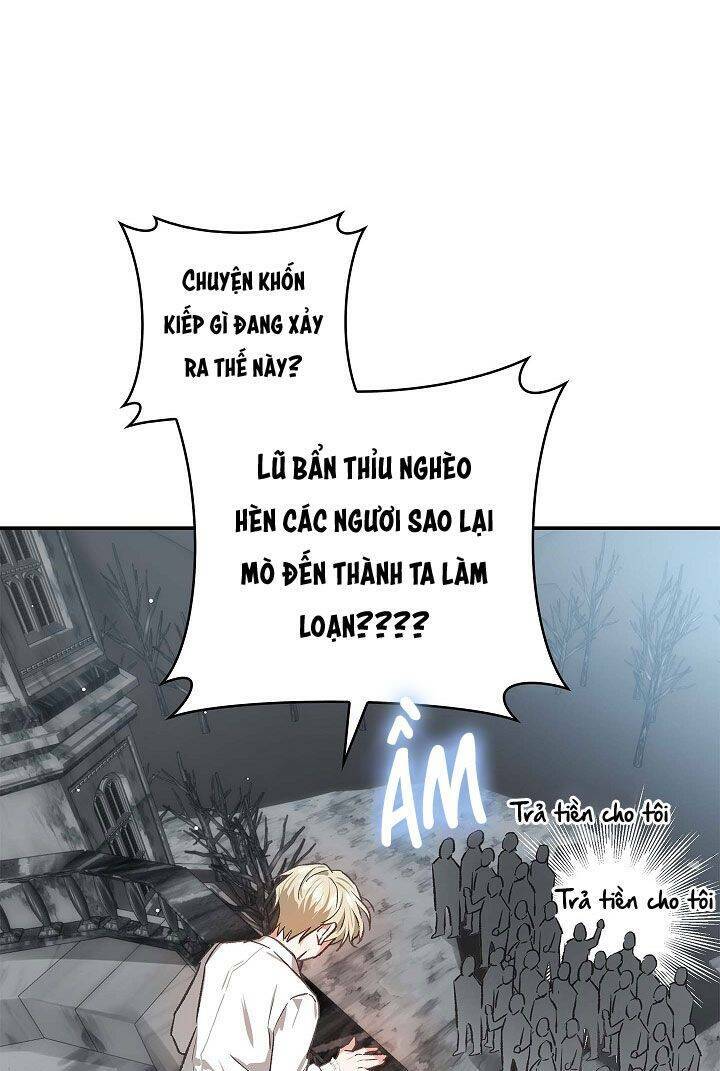 CHUYỆN KHỐN
KIẾP GÌ ĐANG XẢY
RA THẾ NÀY?
LŨ BẨN THỈU NGHÈO
HÈN CÁC NGƯƠI SAO LẠI
MÒ ĐẾN THÀNH TA LÀM
LOẠN????
ẦM
Trả tiền cho tôi
Trả tiền cho tôi